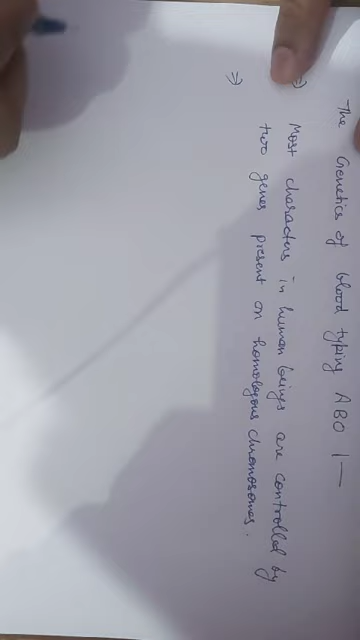 The Genetics of blood typing ABO :—
⇒ Most characters in human beings are controlled by
two genes present on homologous chromosomes.
⇒